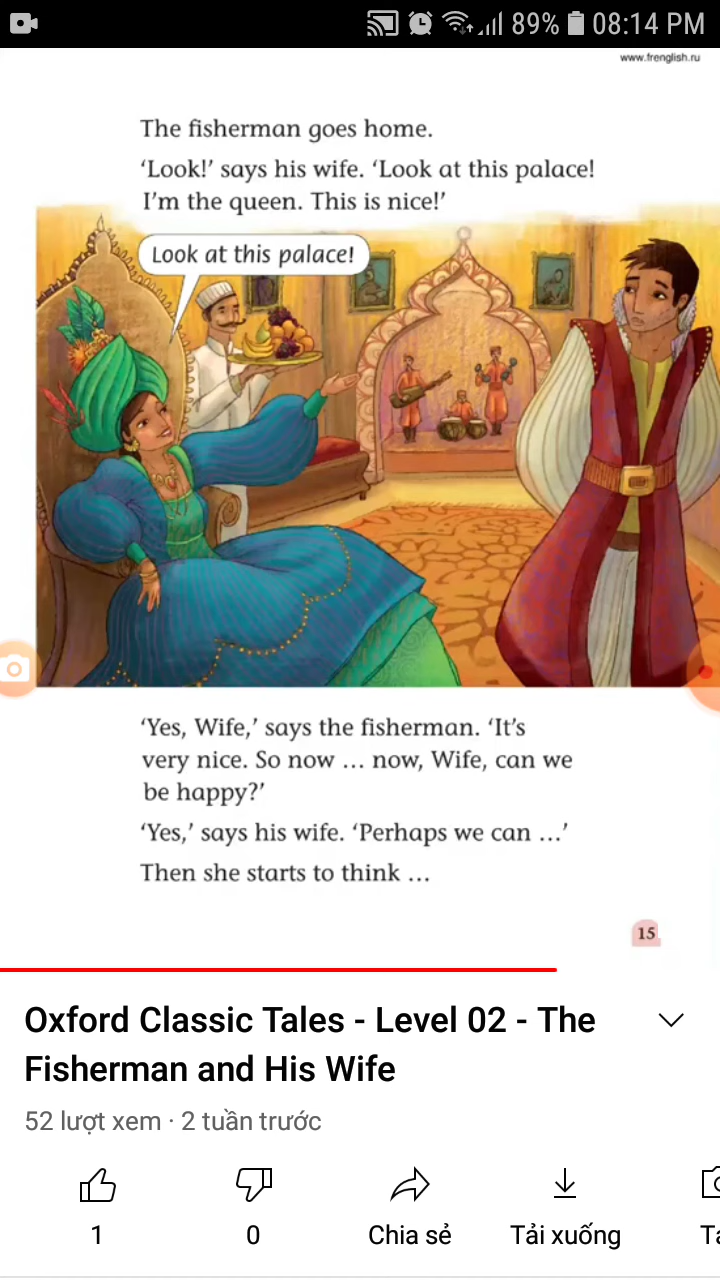 89% 08:14 PM
www.frenglish.ru
The fisherman goes home.
‘Look!’ says his wife. ‘Look at this palace!
I’m the queen. This is nice!’
Look at this palace!
‘Yes, Wife,’ says the fisherman. ‘It’s
very nice. So now ... now, Wife, can we
be happy?’
‘Yes,’ says his wife. ‘Perhaps we can ...’
Then she starts to think ...
15
Oxford Classic Tales - Level 02 - The
Fisherman and His Wife
52 lượt xem · 2 tuần trước
1 0 Chia sẻ Tải xuống